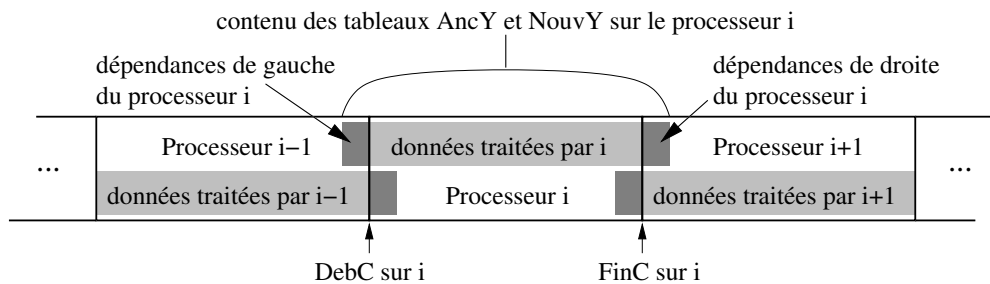 contenu des tableaux AncY et NouvY sur le processeur i
dépendances de gauche
du processeur i
dépendances de droite
du processeur i
Processeur i−1
données traitées par i
Processeur i+1
...
...
données traitées par i−1
Processeur i
données traitées par i+1
DebC sur i
FinC sur i